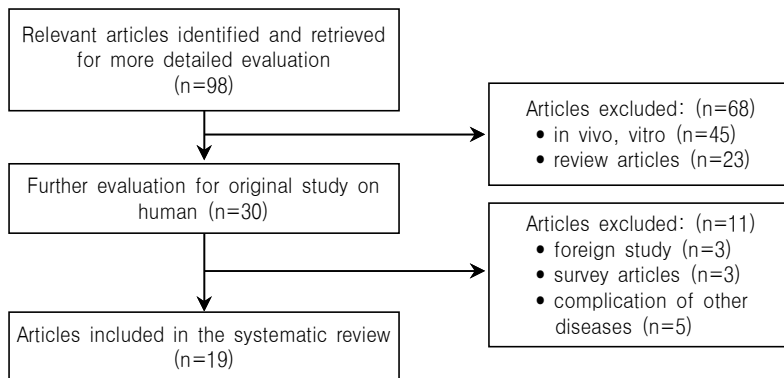 Relevant articles identified and retrieved
for more detailed evaluation
(n=98)
Articles excluded: (n=68)
• in vivo, vitro (n=45)
• review articles (n=23)
Further evaluation for original study on
human (n=30)
Articles excluded: (n=11)
• foreign study (n=3)
• survey articles (n=3)
• complication of other
diseases (n=5)
Articles included in the systematic review
(n=19)